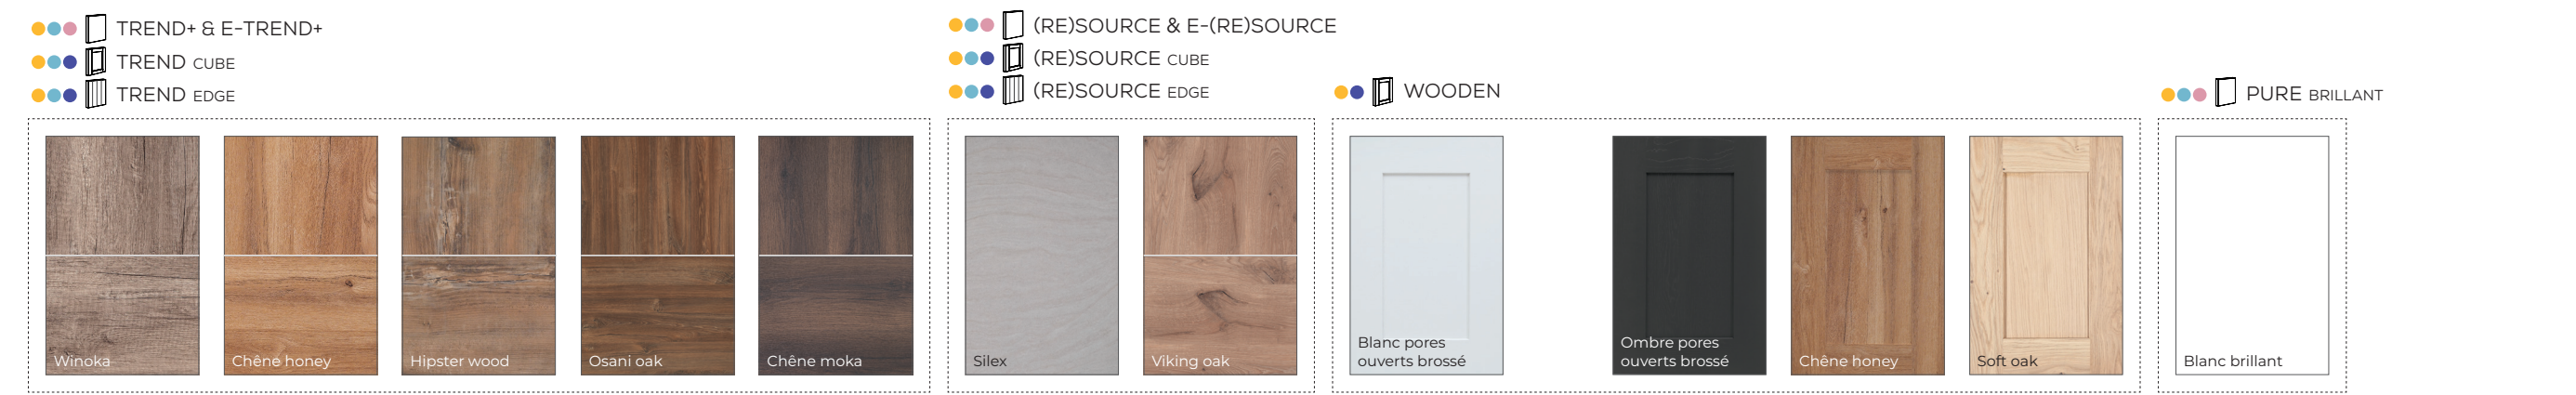 TREND+ & E-TREND+
TREND CUBE
TREND EDGE
(RE)SOURCE & E-(RE)SOURCE
(RE)SOURCE CUBE
(RE)SOURCE EDGE
WOODEN
PURE BRILLANT
Winoka
Chêne honey
Hipster wood
Osani oak
Chêne moka
Silex
Viking oak
Blanc pores
ouverts brossé
Ombre pores
ouverts brossé
Chêne honey
Soft oak
Blanc brillant